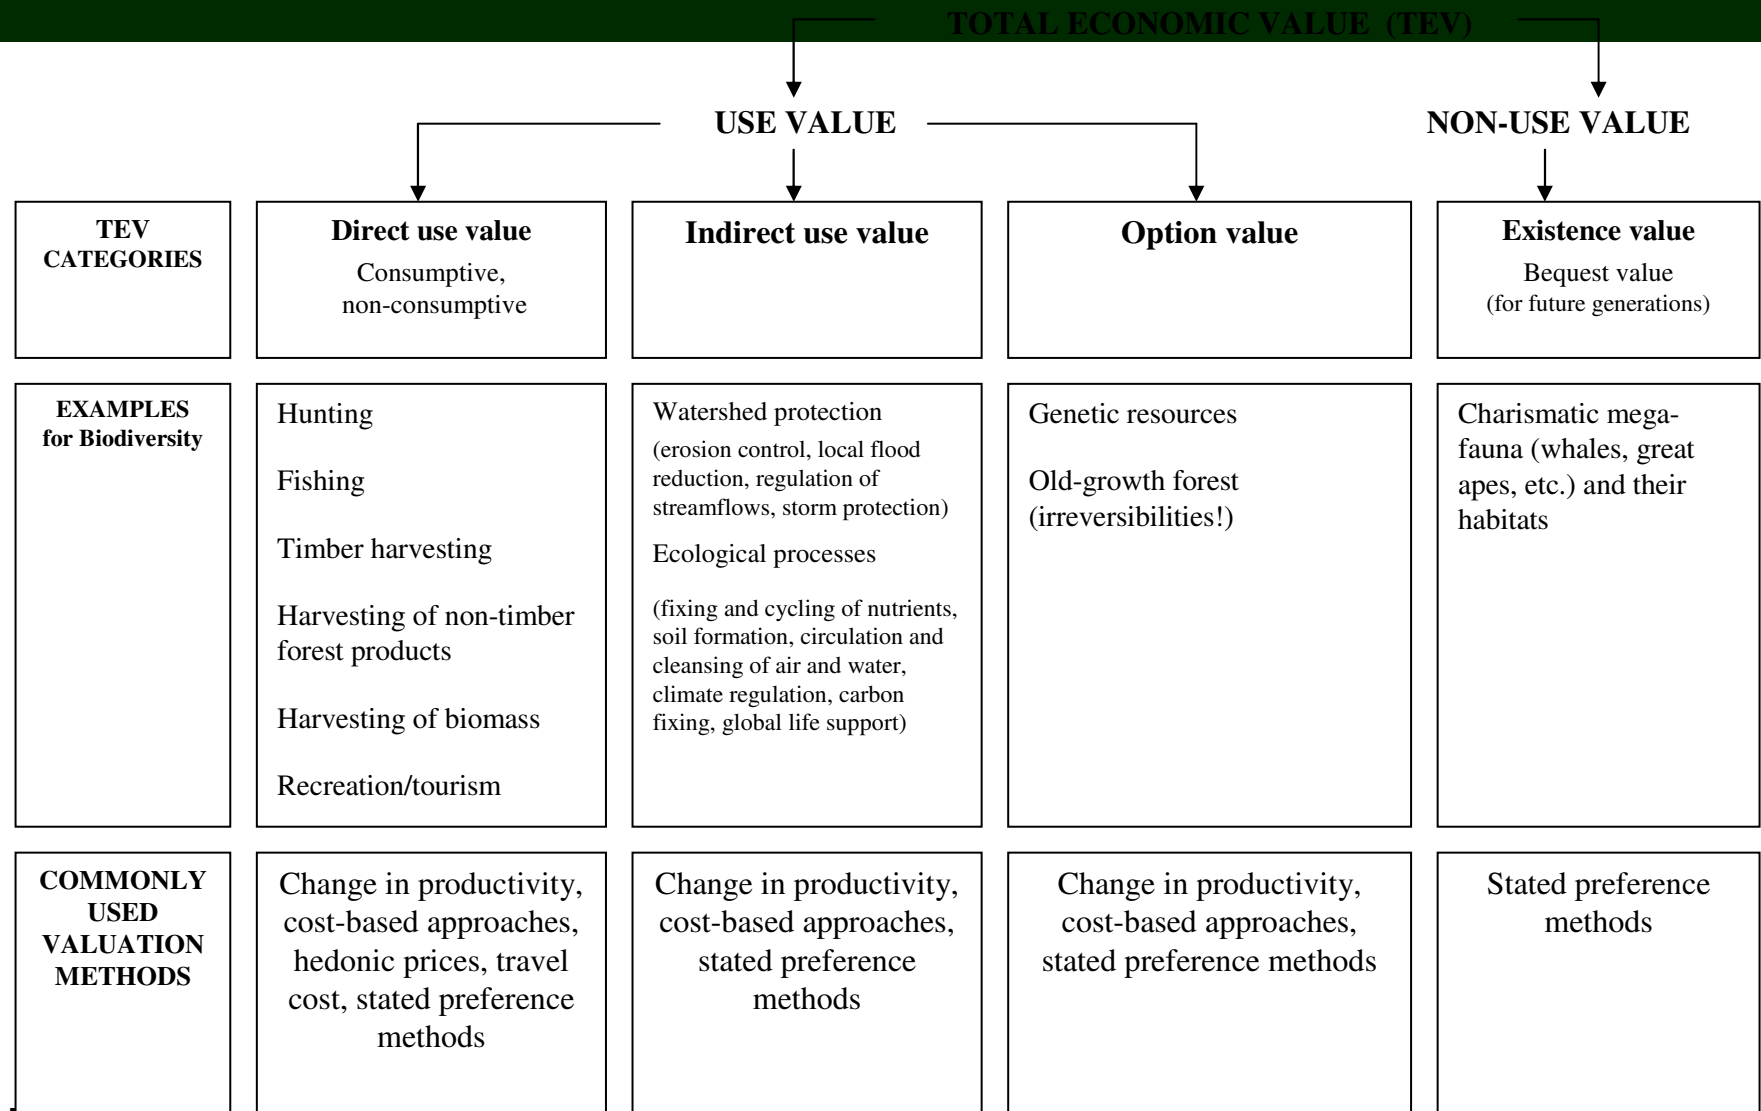 TOTAL ECONOMIC VALUE (TEV)
USE VALUE
NON-USE VALUE
TEV
CATEGORIES
Direct use value
Consumptive,
non-consumptive
Indirect use value
Option value
Existence value
Bequest value
(for future generations)
EXAMPLES
for Biodiversity
Hunting
Fishing
Timber harvesting
Harvesting of non-timber
forest products
Harvesting of biomass
Recreation/tourism
Watershed protection
(erosion control, local flood
reduction, regulation of
streamflows, storm protection)
Ecological processes
(fixing and cycling of nutrients,
soil formation, circulation and
cleansing of air and water,
climate regulation, carbon
fixing, global life support)
Genetic resources
Old-growth forest
(irreversibilities!)
Charismatic mega-
fauna (whales, great
apes, etc.) and their
habitats
COMMONLY
USED
VALUATION
METHODS
Change in productivity,
cost-based approaches,
hedonic prices, travel
cost, stated preference
methods
Change in productivity,
cost-based approaches,
stated preference
methods
Change in productivity,
cost-based approaches,
stated preference methods
Stated preference
methods